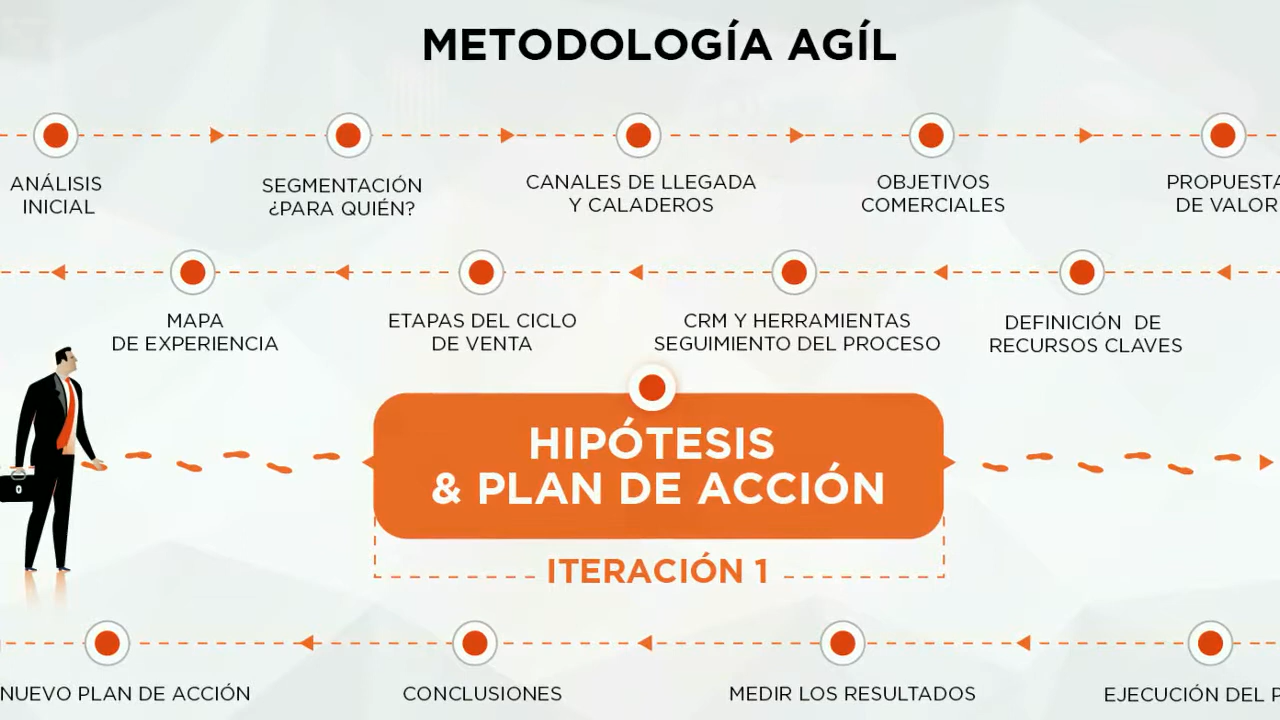 METODOLOGÍA AGÍL
ANÁLISIS
INICIAL
SEGMENTACIÓN
¿PARA QUIÉN?
CANALES DE LLEGADA
Y CALADEROS
OBJETIVOS
COMERCIALES
PROPUESTA
DE VALOR
MAPA
DE EXPERIENCIA
ETAPAS DEL CICLO
DE VENTA
CRM Y HERRAMIENTAS
SEGUIMIENTO DEL PROCESO
DEFINICIÓN DE
RECURSOS CLAVES
HIPÓTESIS
& PLAN DE ACCIÓN
ITERACIÓN 1
NUEVO PLAN DE ACCIÓN
CONCLUSIONES
MEDIR LOS RESULTADOS
EJECUCIÓN DEL